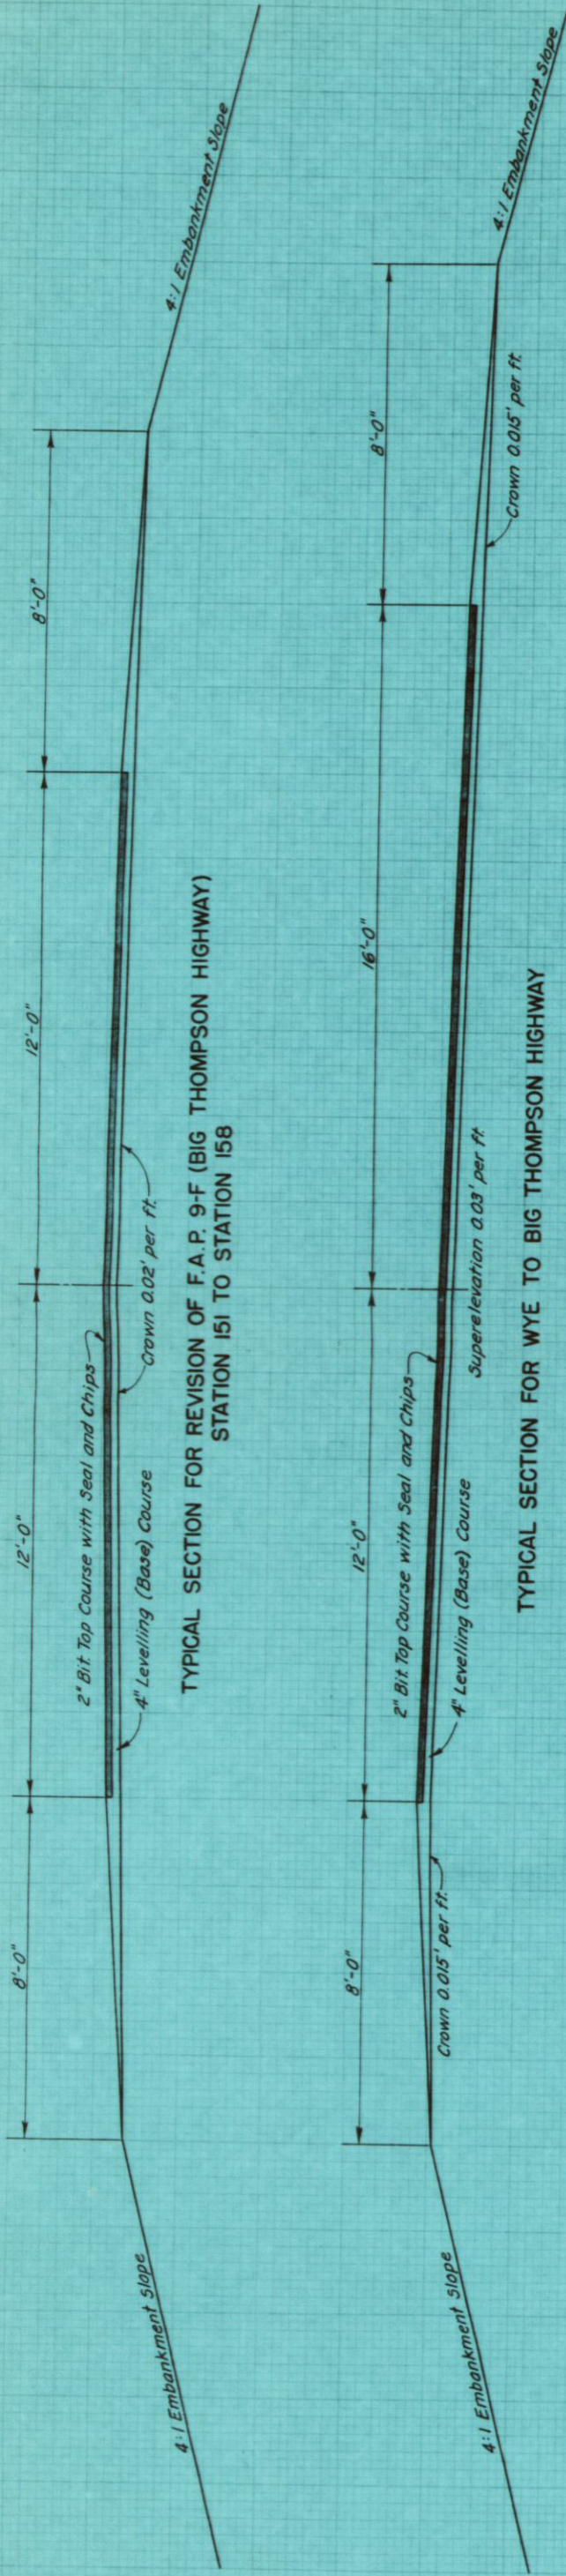 8'-0"
12'-0"
12'-0"
8'-0"
2" Bit. Top Course with Seal and Chips
4" Levelling (Base) Course
Crown 0.02' per ft.
4:1 Embankment Slope
4:1 Embankment Slope
TYPICAL SECTION FOR REVISION OF F.A.P. 9-F (BIG THOMPSON HIGHWAY)
STATION 151 TO STATION 158
8'-0"
12'-0"
16'-0"
8'-0"
2" Bit. Top Course with Seal and Chips
4" Levelling (Base) Course
Crown 0.015' per ft.
Superelevation 0.03' per ft.
Crown 0.015' per ft.
4:1 Embankment Slope
4:1 Embankment Slope
TYPICAL SECTION FOR WYE TO BIG THOMPSON HIGHWAY